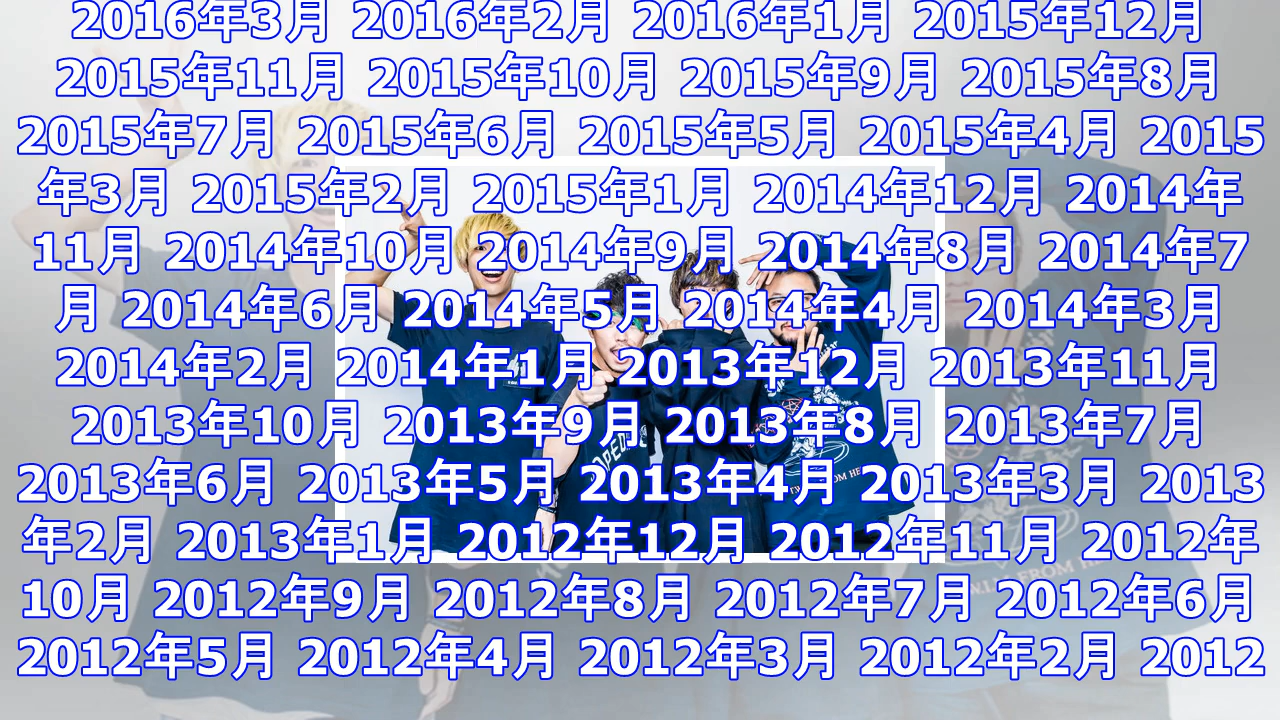 2016年3月 2016年2月 2016年1月 2015年12月
2015年11月 2015年10月 2015年9月 2015年8月
2015年7月 2015年6月 2015年5月 2015年4月 2015
年3月 2015年2月 2015年1月 2014年12月 2014年
11月 2014年10月 2014年9月 2014年8月 2014年7
月 2014年6月 2014年5月 2014年4月 2014年3月
2014年2月 2014年1月 2013年12月 2013年11月
2013年10月 2013年9月 2013年8月 2013年7月
2013年6月 2013年5月 2013年4月 2013年3月 2013
年2月 2013年1月 2012年12月 2012年11月 2012年
10月 2012年9月 2012年8月 2012年7月 2012年6月
2012年5月 2012年4月 2012年3月 2012年2月 2012